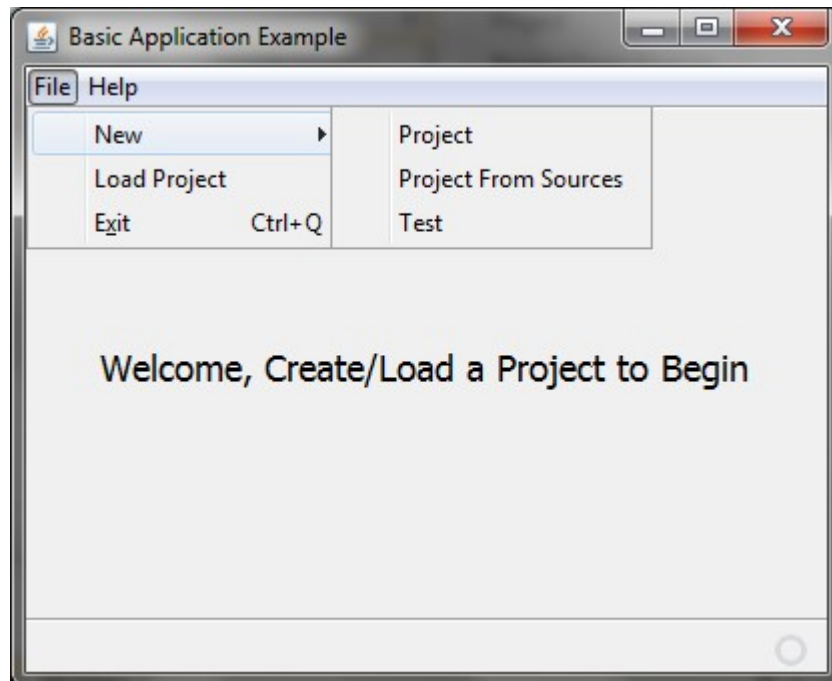 Basic Application Example
File Help
New Project
Load Project Project From Sources
Exit Ctrl+Q Test
Welcome, Create/Load a Project to Begin